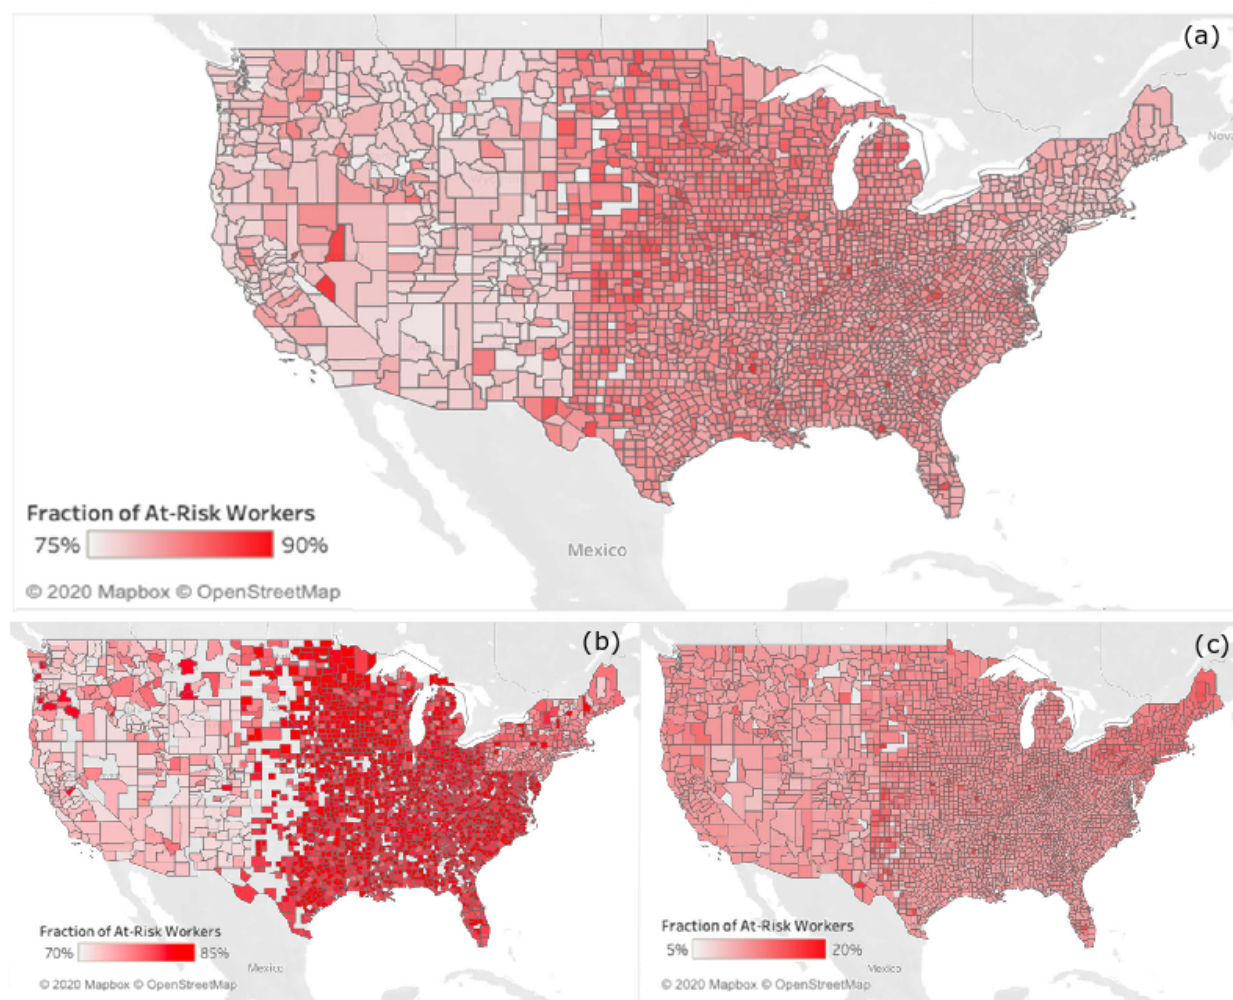 (a)
Nova
Fraction of At-Risk Workers
75% 90%
Mexico
© 2020 Mapbox © OpenStreetMap
(b)
Fraction of At-Risk Workers
70% 85%
Mexico
© 2020 Mapbox © OpenStreetMap
(c)
Fraction of At-Risk Workers
5% 20%
Mexico
© 2020 Mapbox © OpenStreetMap